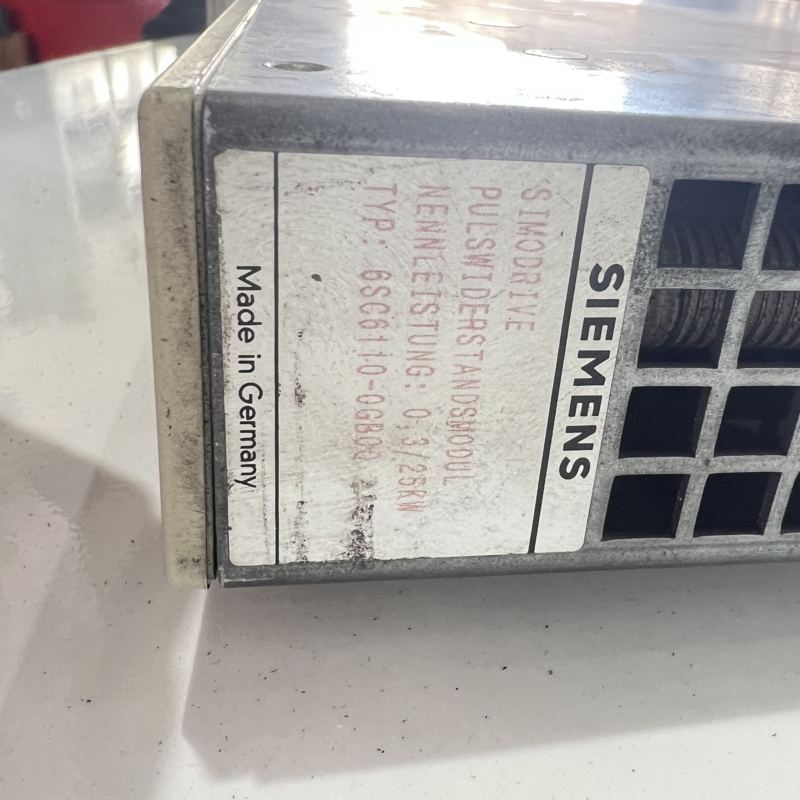 SIEMENS
SIMODRIVE
PULSWIDERSTANDSMODUL
NENNLEISTUNG: 0,3/25KW
TYP: 6SC6110-0GB00
Made in Germany